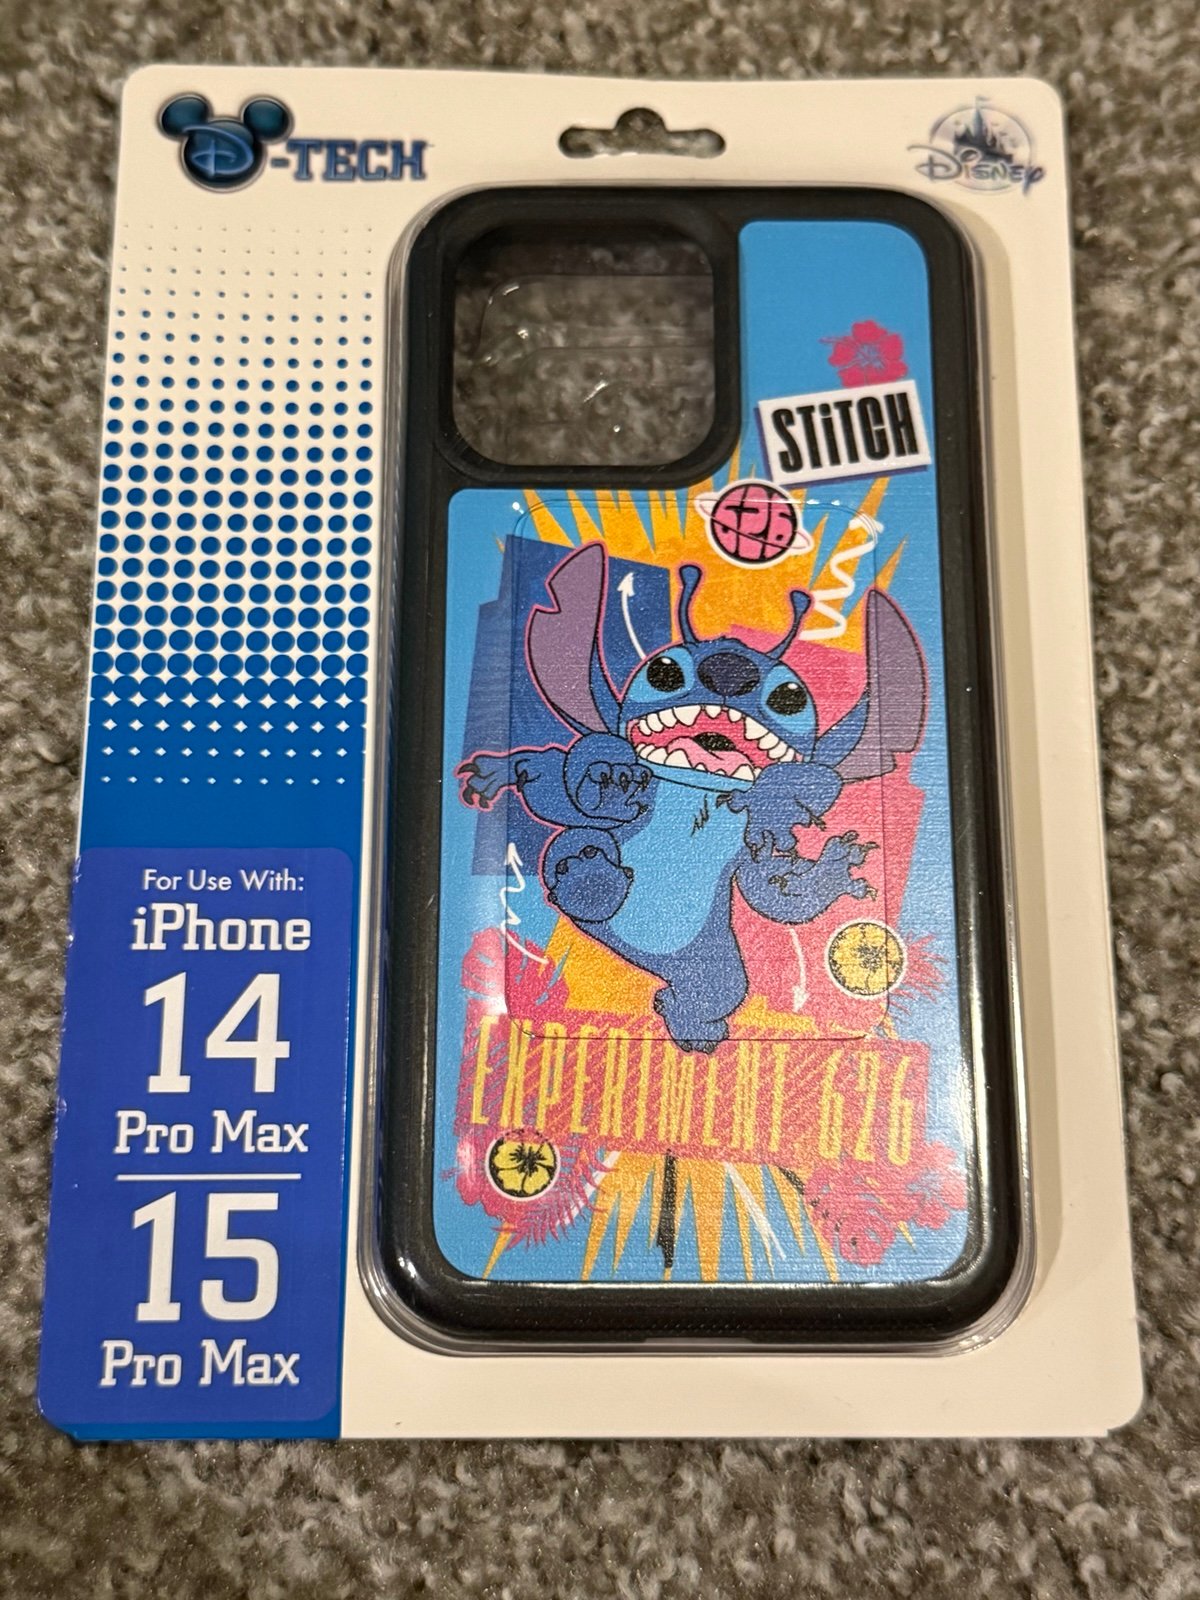 D-TECH
Disney
STiTCH
626
EXPERIMENT 626
For Use With:
iPhone
14
Pro Max
15
Pro Max